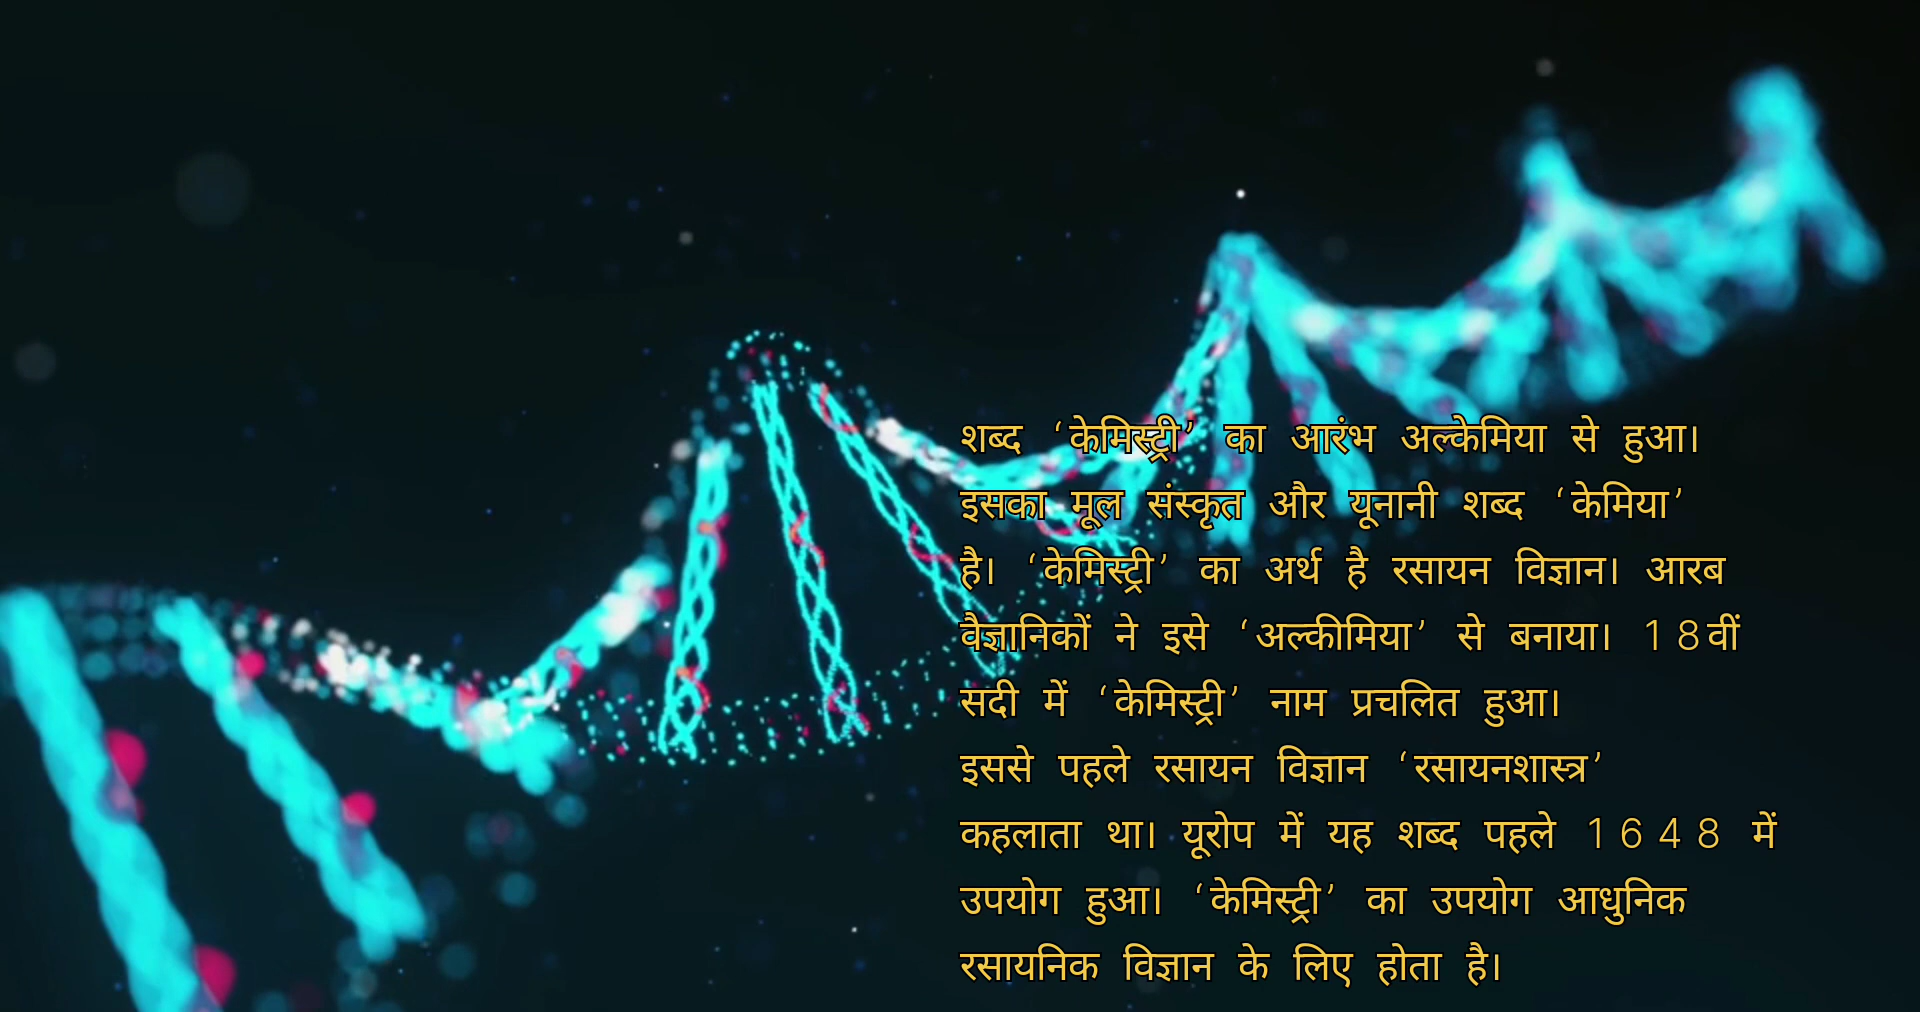 शब्द ‘केमिस्ट्री’ का आरंभ अल्केमिया से हुआ।
इसका मूल संस्कृत और यूनानी शब्द ‘केमिया’
है। ‘केमिस्ट्री’ का अर्थ है रसायन विज्ञान। आरब
वैज्ञानिकों ने इसे ‘अल्कीमिया’ से बनाया। 18वीं
सदी में ‘केमिस्ट्री’ नाम प्रचलित हुआ।
इससे पहले रसायन विज्ञान ‘रसायनशास्त्र’
कहलाता था। यूरोप में यह शब्द पहले 1648 में
उपयोग हुआ। ‘केमिस्ट्री’ का उपयोग आधुनिक
रसायनिक विज्ञान के लिए होता है।